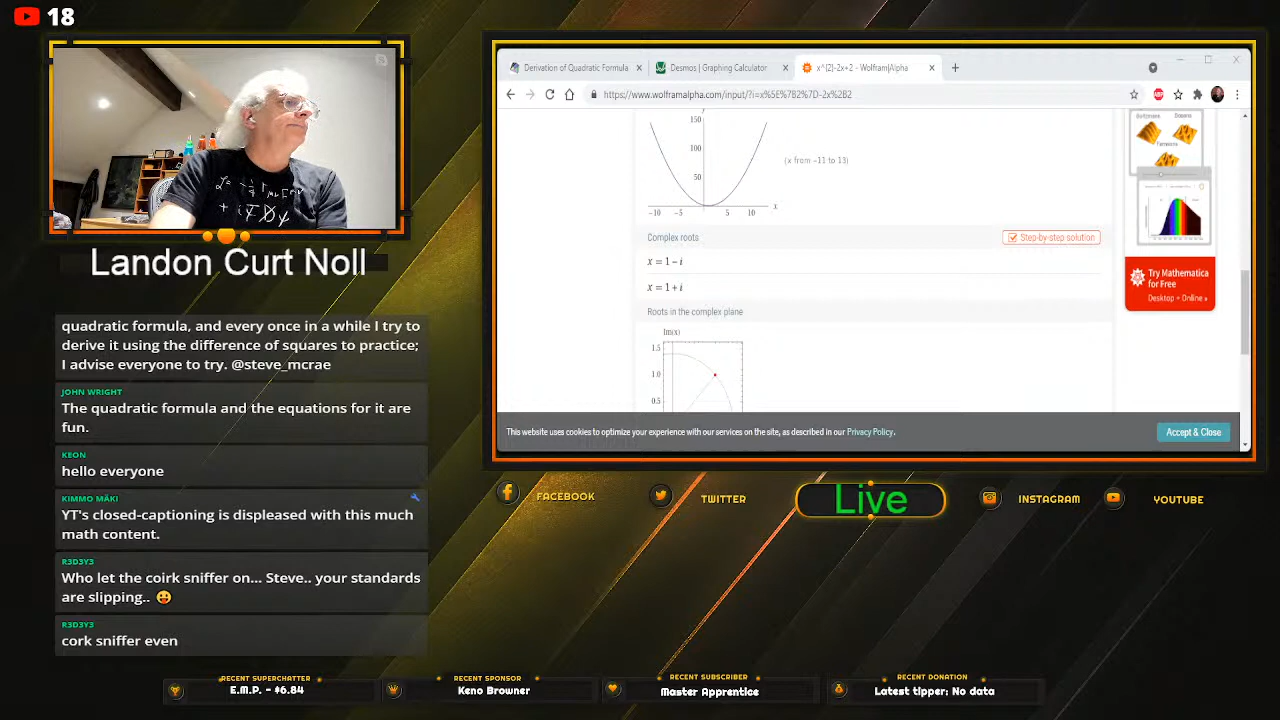 18
Landon Curt Noll
quadratic formula, and every once in a while I try to
derive it using the difference of squares to practice;
I advise everyone to try. @steve_mcrae
JOHN WRIGHT
The quadratic formula and the equations for it are
fun.
KEON
hello everyone
KIMMO MÄKI
YT's closed-captioning is displeased with this much
math content.
R3D3Y3
Who let the coirk sniffer on... Steve.. your standards
are slipping..
R3D3Y3
cork sniffer even
Derivation of Quadratic Formula
Desmos | Graphing Calculator
x^{2}-2x+2 - Wolfram|Alpha
https://www.wolframalpha.com/input/?i=x%5E%7B2%7D-2x%2B2
150
100
50
-10 -5 5 10 x
(x from -11 to 13)
Complex roots
Step-by-step solution
x = 1 - i
x = 1 + i
Roots in the complex plane
Im(x)
1.5
1.0
0.5
Try Mathematica
for Free
Desktop + Online »
This website uses cookies to optimize your experience with our services on the site, as described in our Privacy Policy.
Accept & Close
FACEBOOK
TWITTER
Live
INSTAGRAM
YOUTUBE
RECENT SUPERCHATTER
E.M.P. - $6.84
RECENT SPONSOR
Keno Browner
RECENT SUBSCRIBER
Master Apprentice
RECENT DONATION
Latest tipper: No data